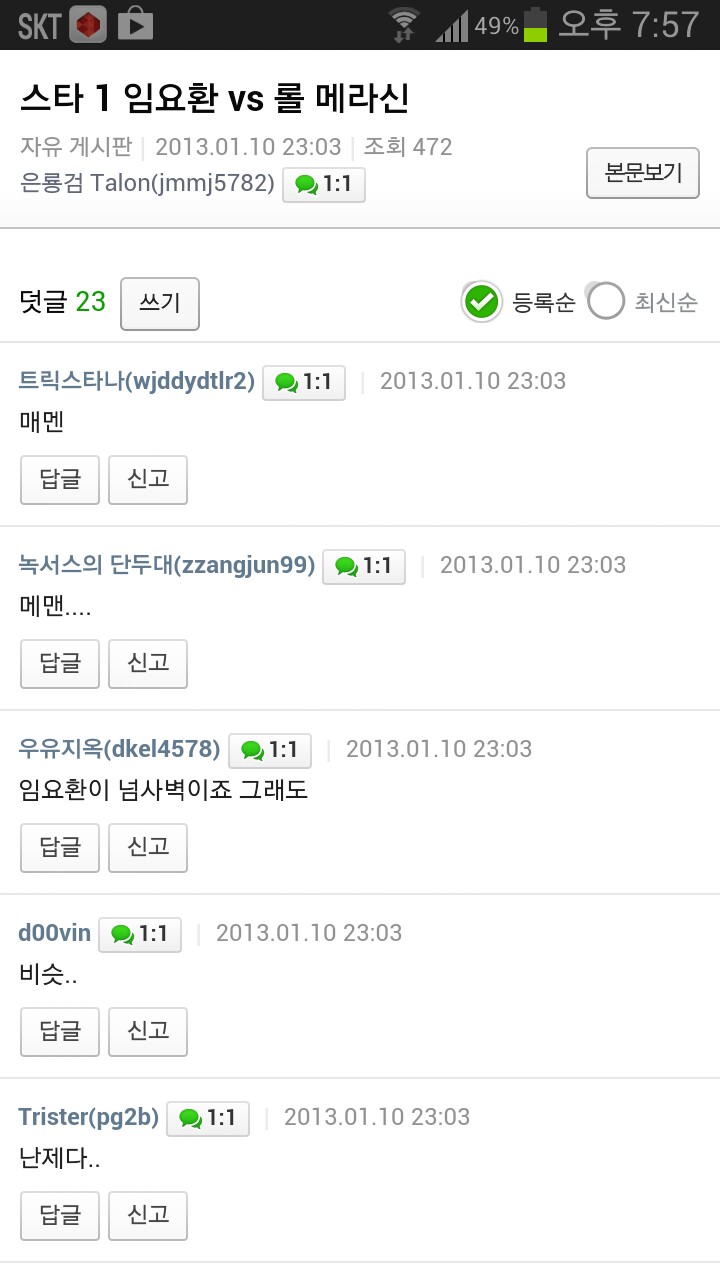 SKT 49% 오후 7:57
스타 1 임요환 vs 롤 메라신
자유 게시판 | 2013.01.10 23:03 | 조회 472
은룡검 Talon(jmmj5782) 1:1
본문보기
덧글 23 쓰기 등록순 최신순
트릭스타나(wjddydtlr2) 1:1 | 2013.01.10 23:03
매멘
답글 신고
녹서스의 단두대(zzangjun99) 1:1 | 2013.01.10 23:03
메맨....
답글 신고
우유지옥(dkel4578) 1:1 | 2013.01.10 23:03
임요환이 넘사벽이죠 그래도
답글 신고
d00vin 1:1 | 2013.01.10 23:03
비슷..
답글 신고
Trister(pg2b) 1:1 | 2013.01.10 23:03
난제다..
답글 신고